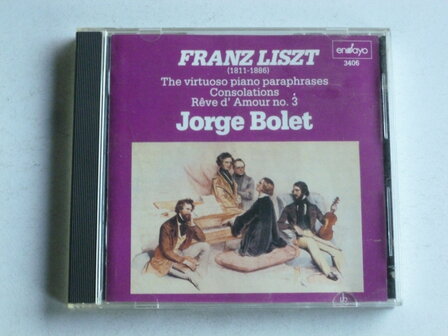 FRANZ LISZT
(1811-1886)
The virtuoso piano paraphrases
Consolations
Rêve d' Amour no. 3
Jorge Bolet
ensayo
3406